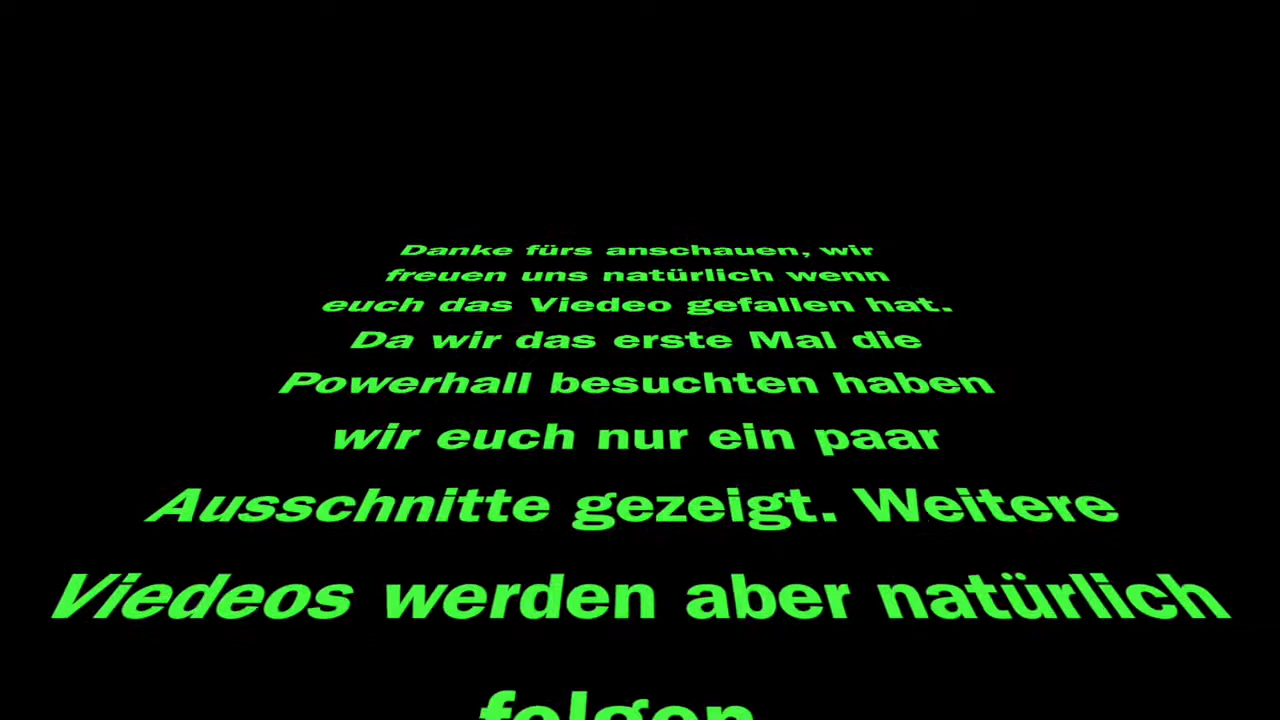 Danke fürs anschauen, wir
freuen uns natürlich wenn
euch das Viedeo gefallen hat.
Da wir das erste Mal die
Powerhall besuchten haben
wir euch nur ein paar
Ausschnitte gezeigt. Weitere
Viedeos werden aber natürlich
folgen